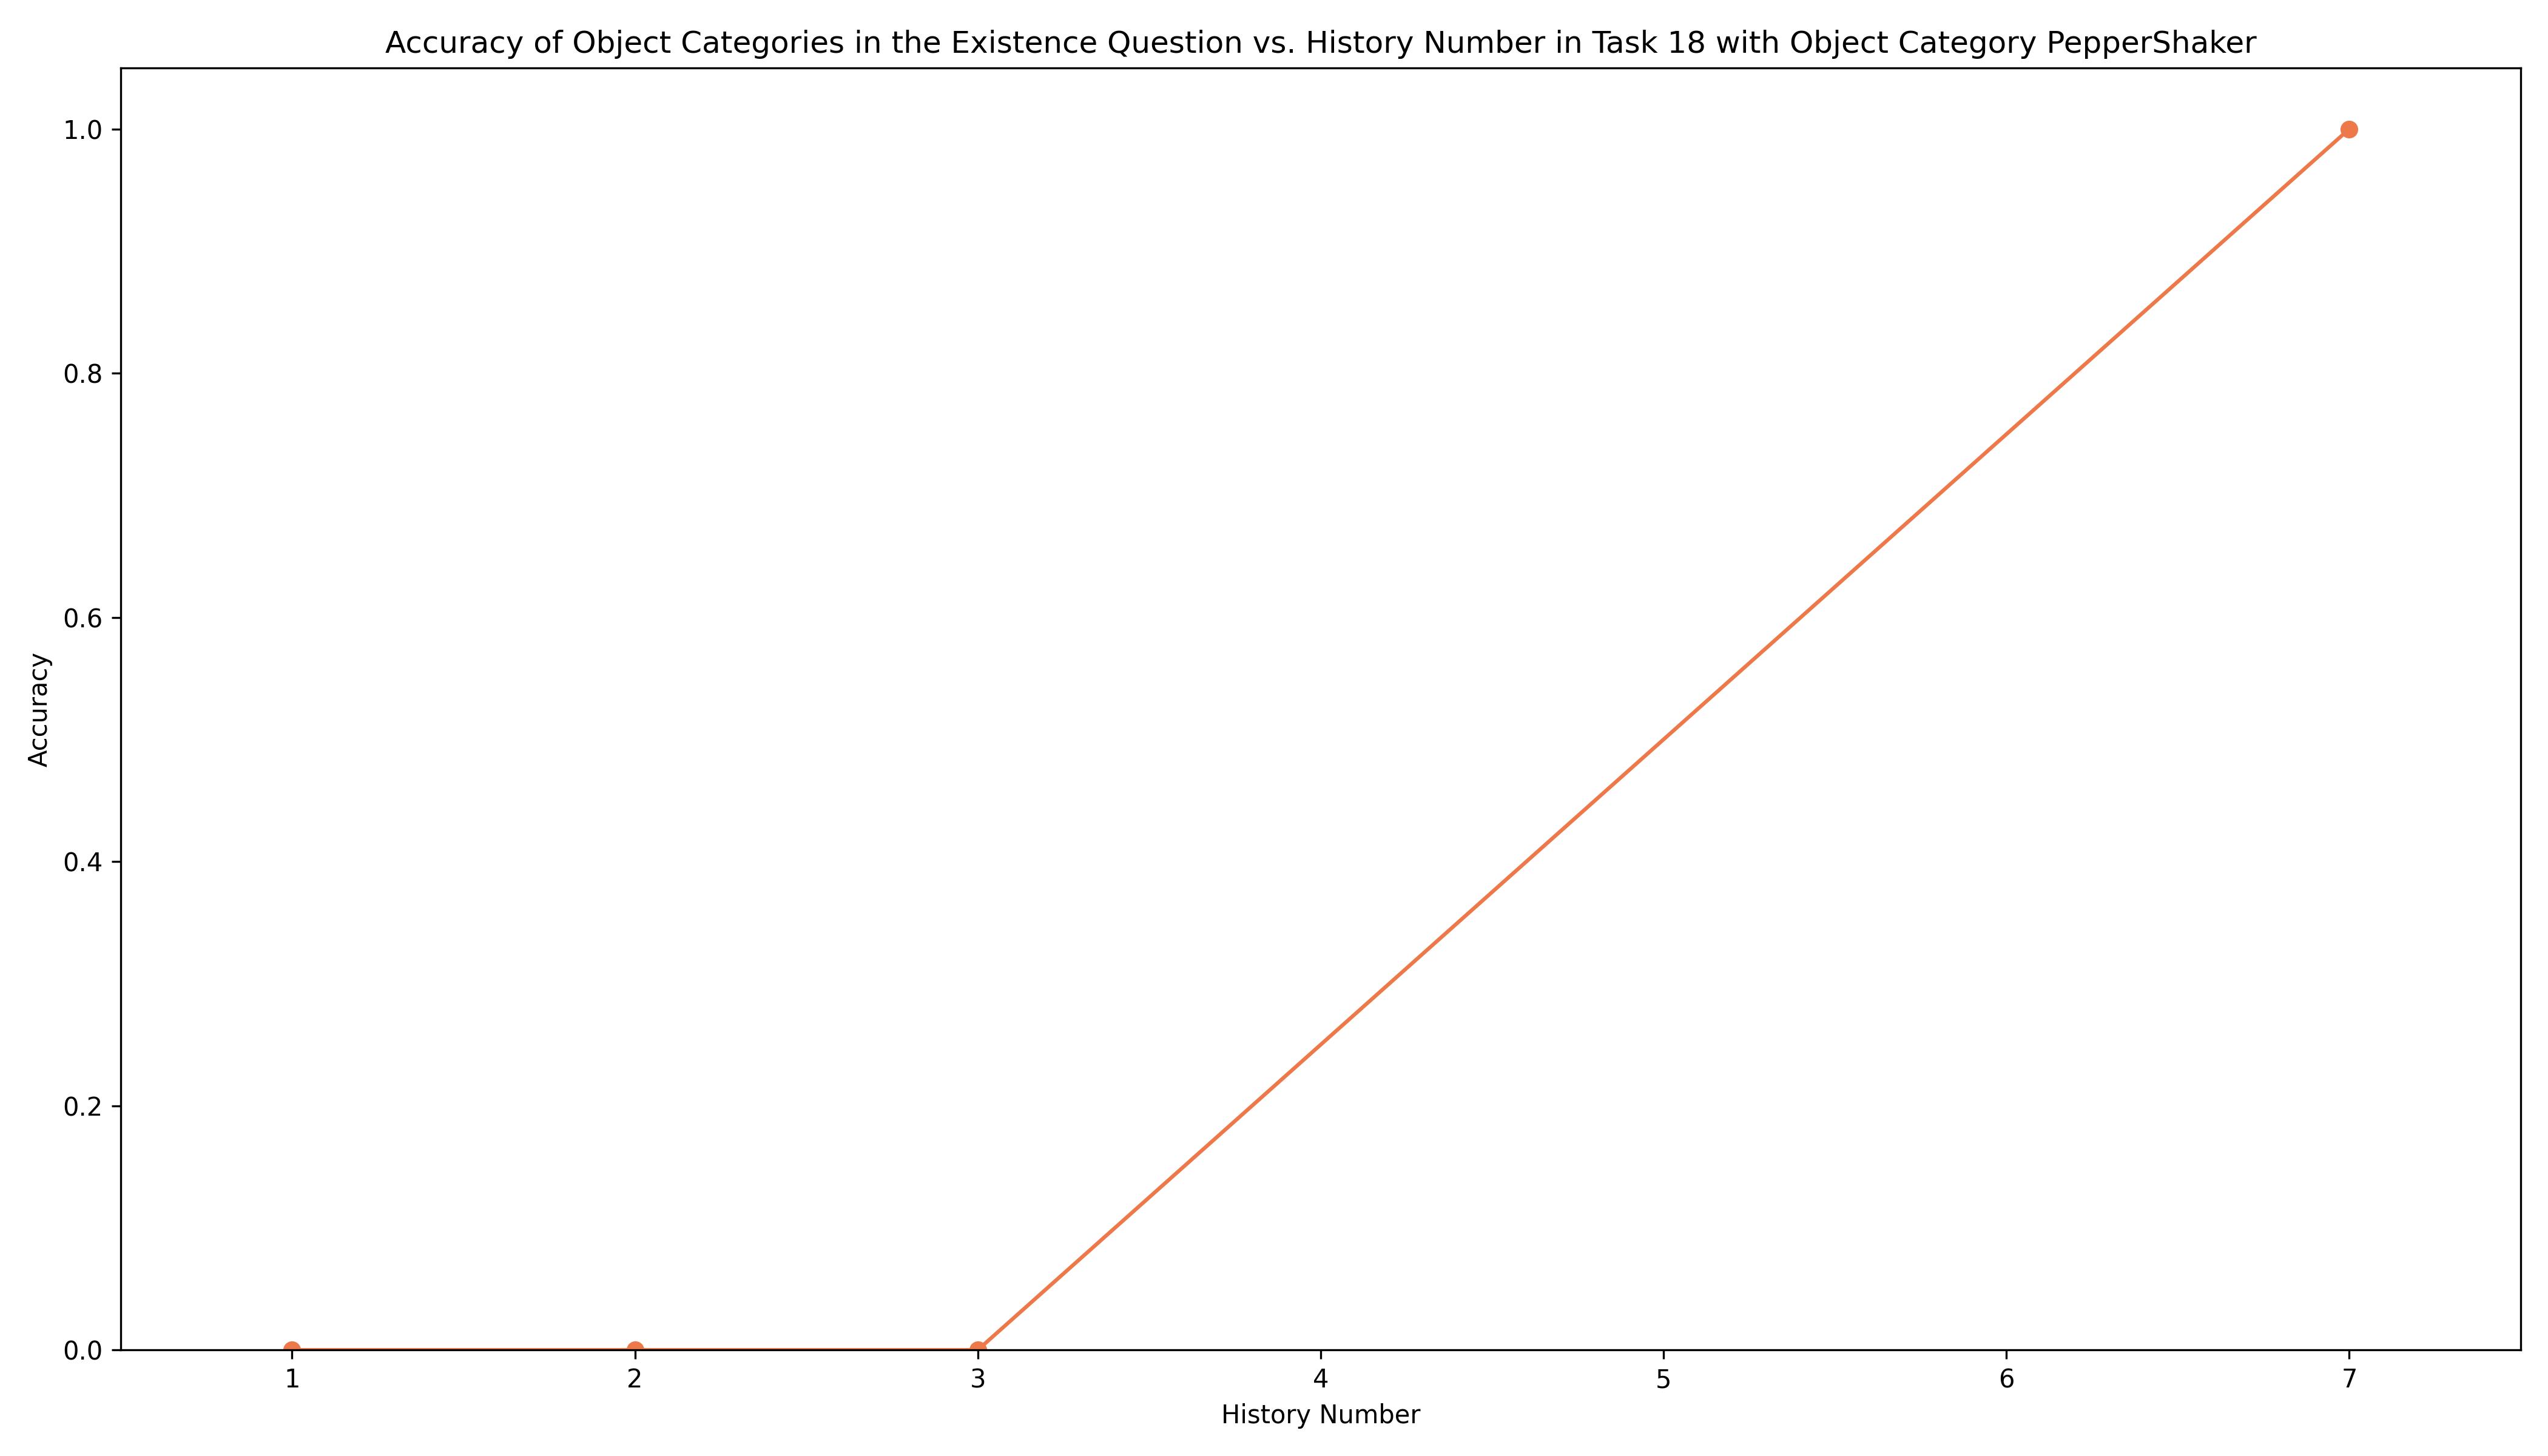 Accuracy of Object Categories in the Existence Question vs. History Number in Task 18 with Object Category PepperShaker
1.0
0.8
0.6
0.4
0.2
0.0
Accuracy
1 2 3 4 5 6 7
History Number